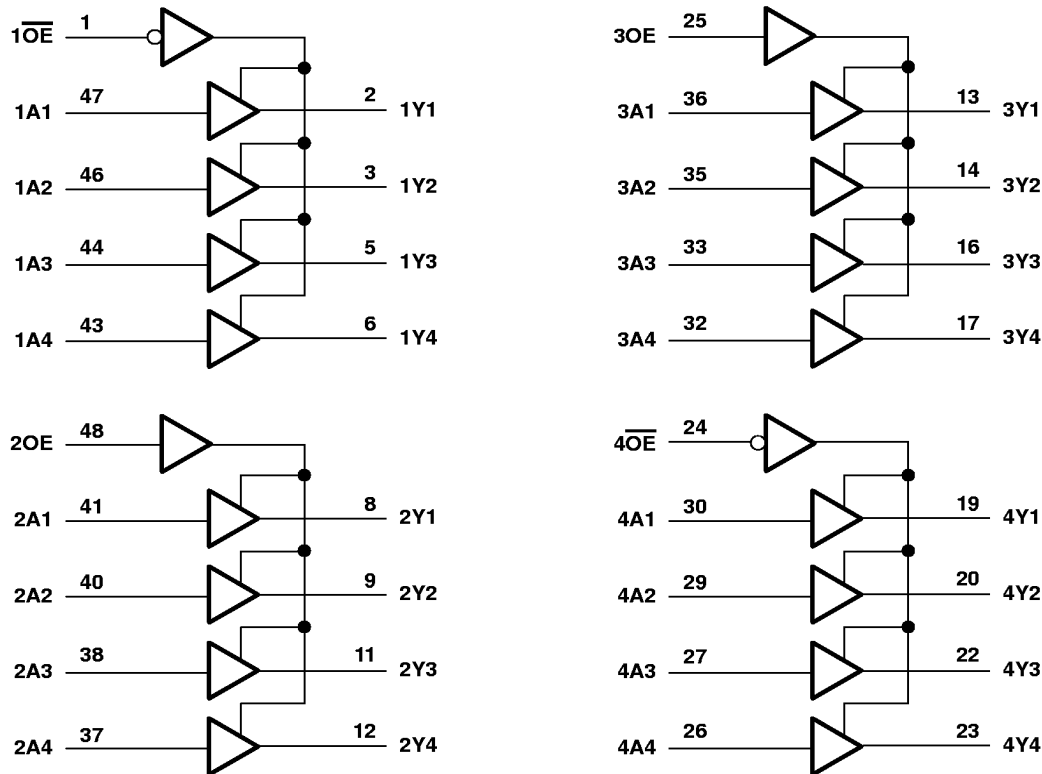 1O̅E̅ 1
1A1 47 2 1Y1
1A2 46 3 1Y2
1A3 44 5 1Y3
1A4 43 6 1Y4
3OE 25
3A1 36 13 3Y1
3A2 35 14 3Y2
3A3 33 16 3Y3
3A4 32 17 3Y4
2OE 48
2A1 41 8 2Y1
2A2 40 9 2Y2
2A3 38 11 2Y3
2A4 37 12 2Y4
4O̅E̅ 24
4A1 30 19 4Y1
4A2 29 20 4Y2
4A3 27 22 4Y3
4A4 26 23 4Y4